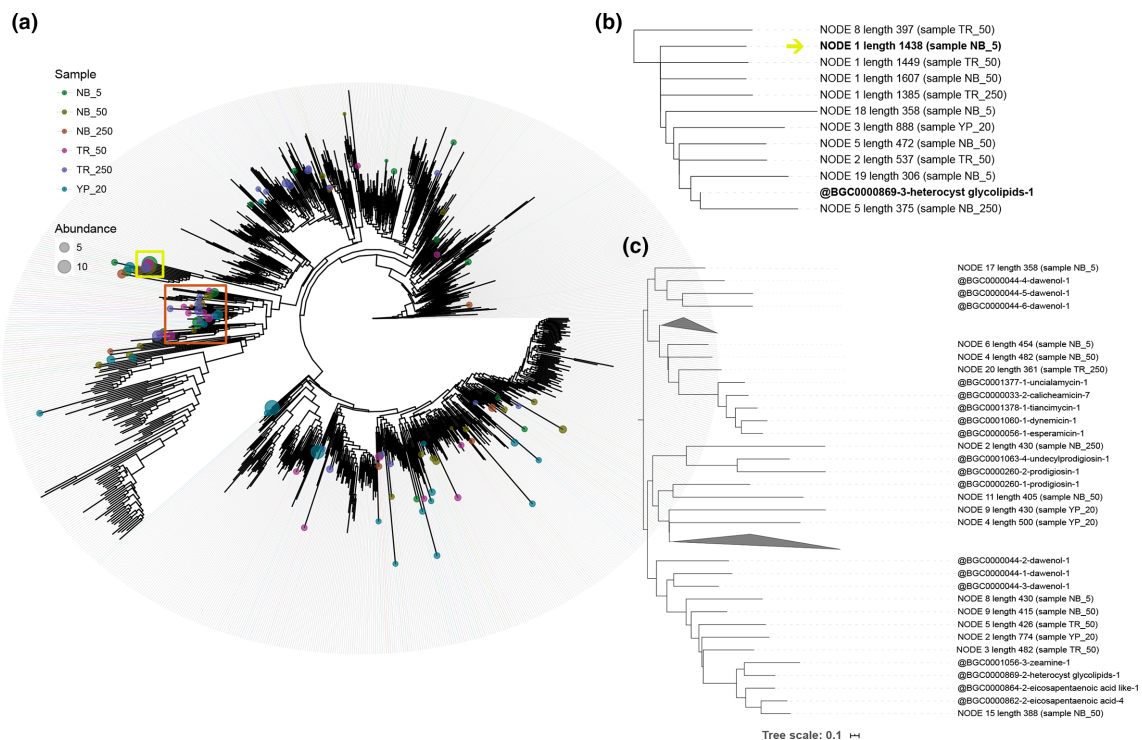 (a)
Sample
NB_5
NB_50
NB_250
TR_50
TR_250
YP_20
Abundance
5
10
(b)
NODE 8 length 397 (sample TR_50)
NODE 1 length 1438 (sample NB_5)
NODE 1 length 1449 (sample TR_50)
NODE 1 length 1607 (sample NB_50)
NODE 1 length 1385 (sample TR_250)
NODE 18 length 358 (sample NB_5)
NODE 3 length 888 (sample YP_20)
NODE 5 length 472 (sample NB_50)
NODE 2 length 537 (sample TR_50)
NODE 19 length 306 (sample NB_5)
@BGC0000869-3-heterocyst glycolipids-1
NODE 5 length 375 (sample NB_250)
(c)
NODE 17 length 358 (sample NB_5)
@BGC0000044-4-dawenol-1
@BGC0000044-5-dawenol-1
@BGC0000044-6-dawenol-1
NODE 6 length 454 (sample NB_5)
NODE 4 length 482 (sample NB_50)
NODE 20 length 361 (sample TR_250)
@BGC0001377-1-uncialamycin-1
@BGC0000033-2-calicheamicin-7
@BGC0001378-1-tiancimycin-1
@BGC0001060-1-dynemicin-1
@BGC0000056-1-esperamicin-1
NODE 2 length 430 (sample NB_250)
@BGC0001063-4-undecylprodigiosin-1
@BGC0000260-2-prodigiosin-1
@BGC0000260-1-prodigiosin-1
NODE 11 length 405 (sample NB_50)
NODE 9 length 430 (sample YP_20)
NODE 4 length 500 (sample YP_20)
@BGC0000044-2-dawenol-1
@BGC0000044-1-dawenol-1
@BGC0000044-3-dawenol-1
NODE 8 length 430 (sample NB_5)
NODE 9 length 415 (sample NB_50)
NODE 5 length 426 (sample TR_50)
NODE 2 length 774 (sample YP_20)
NODE 3 length 482 (sample TR_50)
@BGC0001056-3-zeamine-1
@BGC0000869-2-heterocyst glycolipids-1
@BGC0000864-2-eicosapentaenoic acid like-1
@BGC0000862-2-eicosapentaenoic acid-4
NODE 15 length 388 (sample NB_50)
Tree scale: 0.1